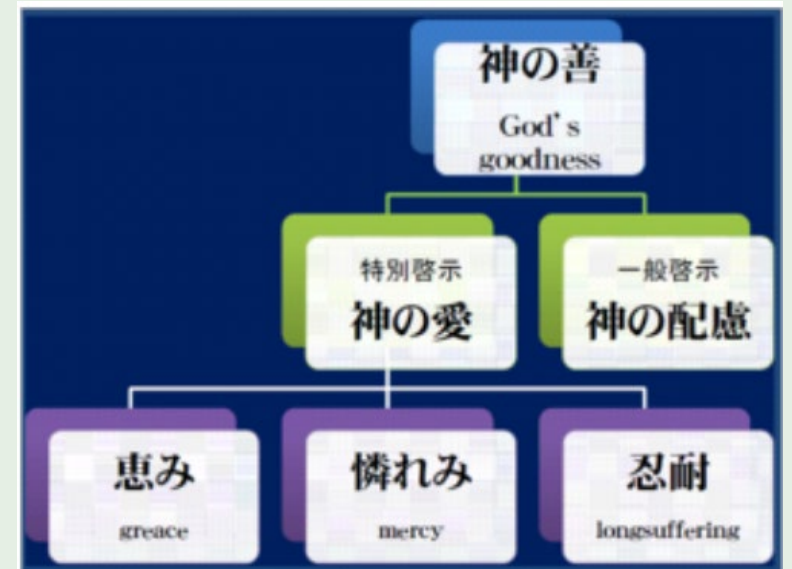 神の善
God's
goodness
特別啓示
神の愛
一般啓示
神の配慮
恵み
greace
憐れみ
mercy
忍耐
longsuffering